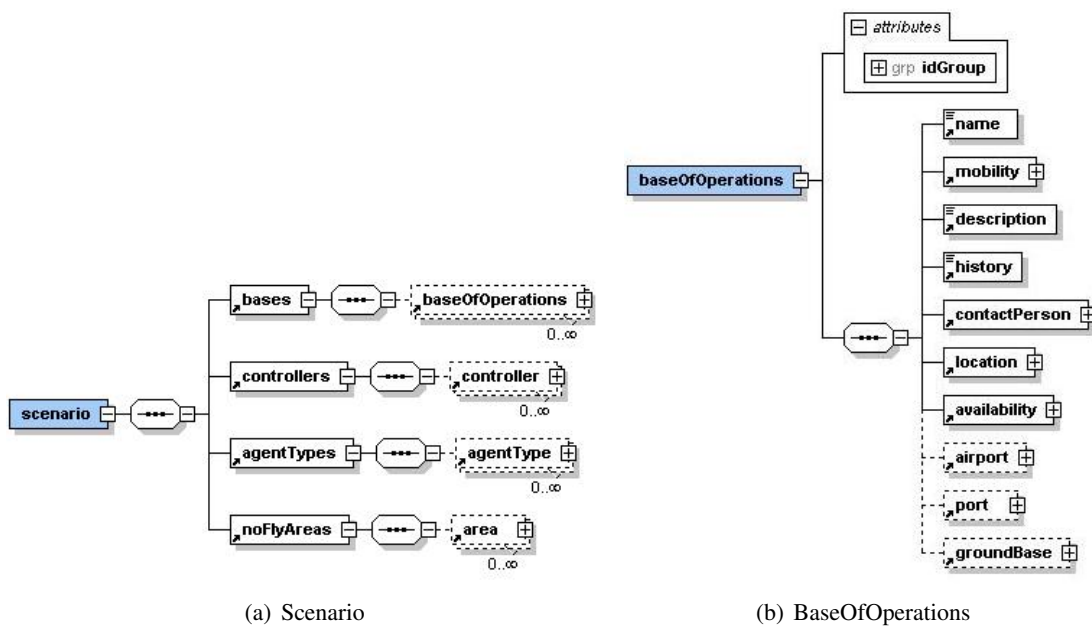 scenario
bases
baseOfOperations
0..∞
controllers
controller
0..∞
agentTypes
agentType
0..∞
noFlyAreas
area
0..∞
(a) Scenario
baseOfOperations
attributes
grp idGroup
name
mobility
description
history
contactPerson
location
availability
airport
port
groundBase
(b) BaseOfOperations